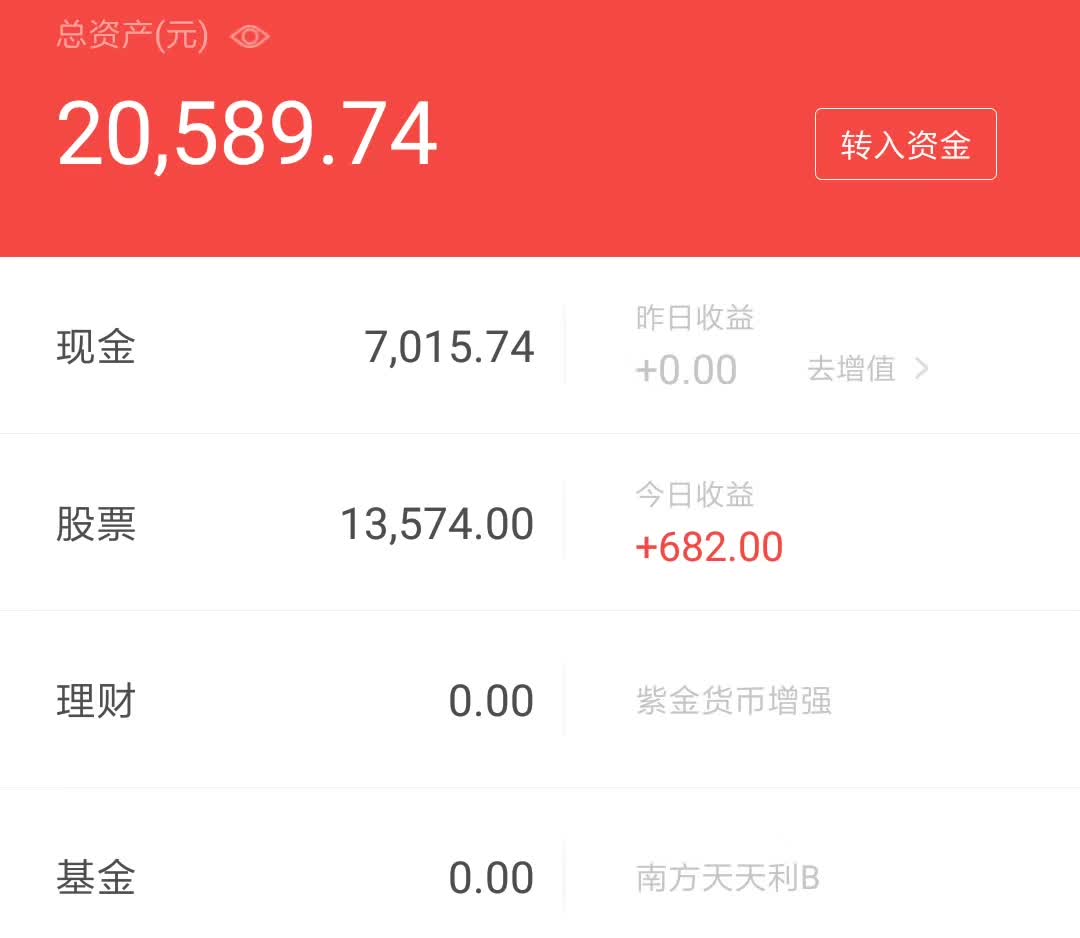 总资产(元)
20,589.74
转入资金
现金 7,015.74
昨日收益
+0.00 去增值
股票 13,574.00
今日收益
+682.00
理财 0.00 紫金货币增强
基金 0.00 南方天天利B